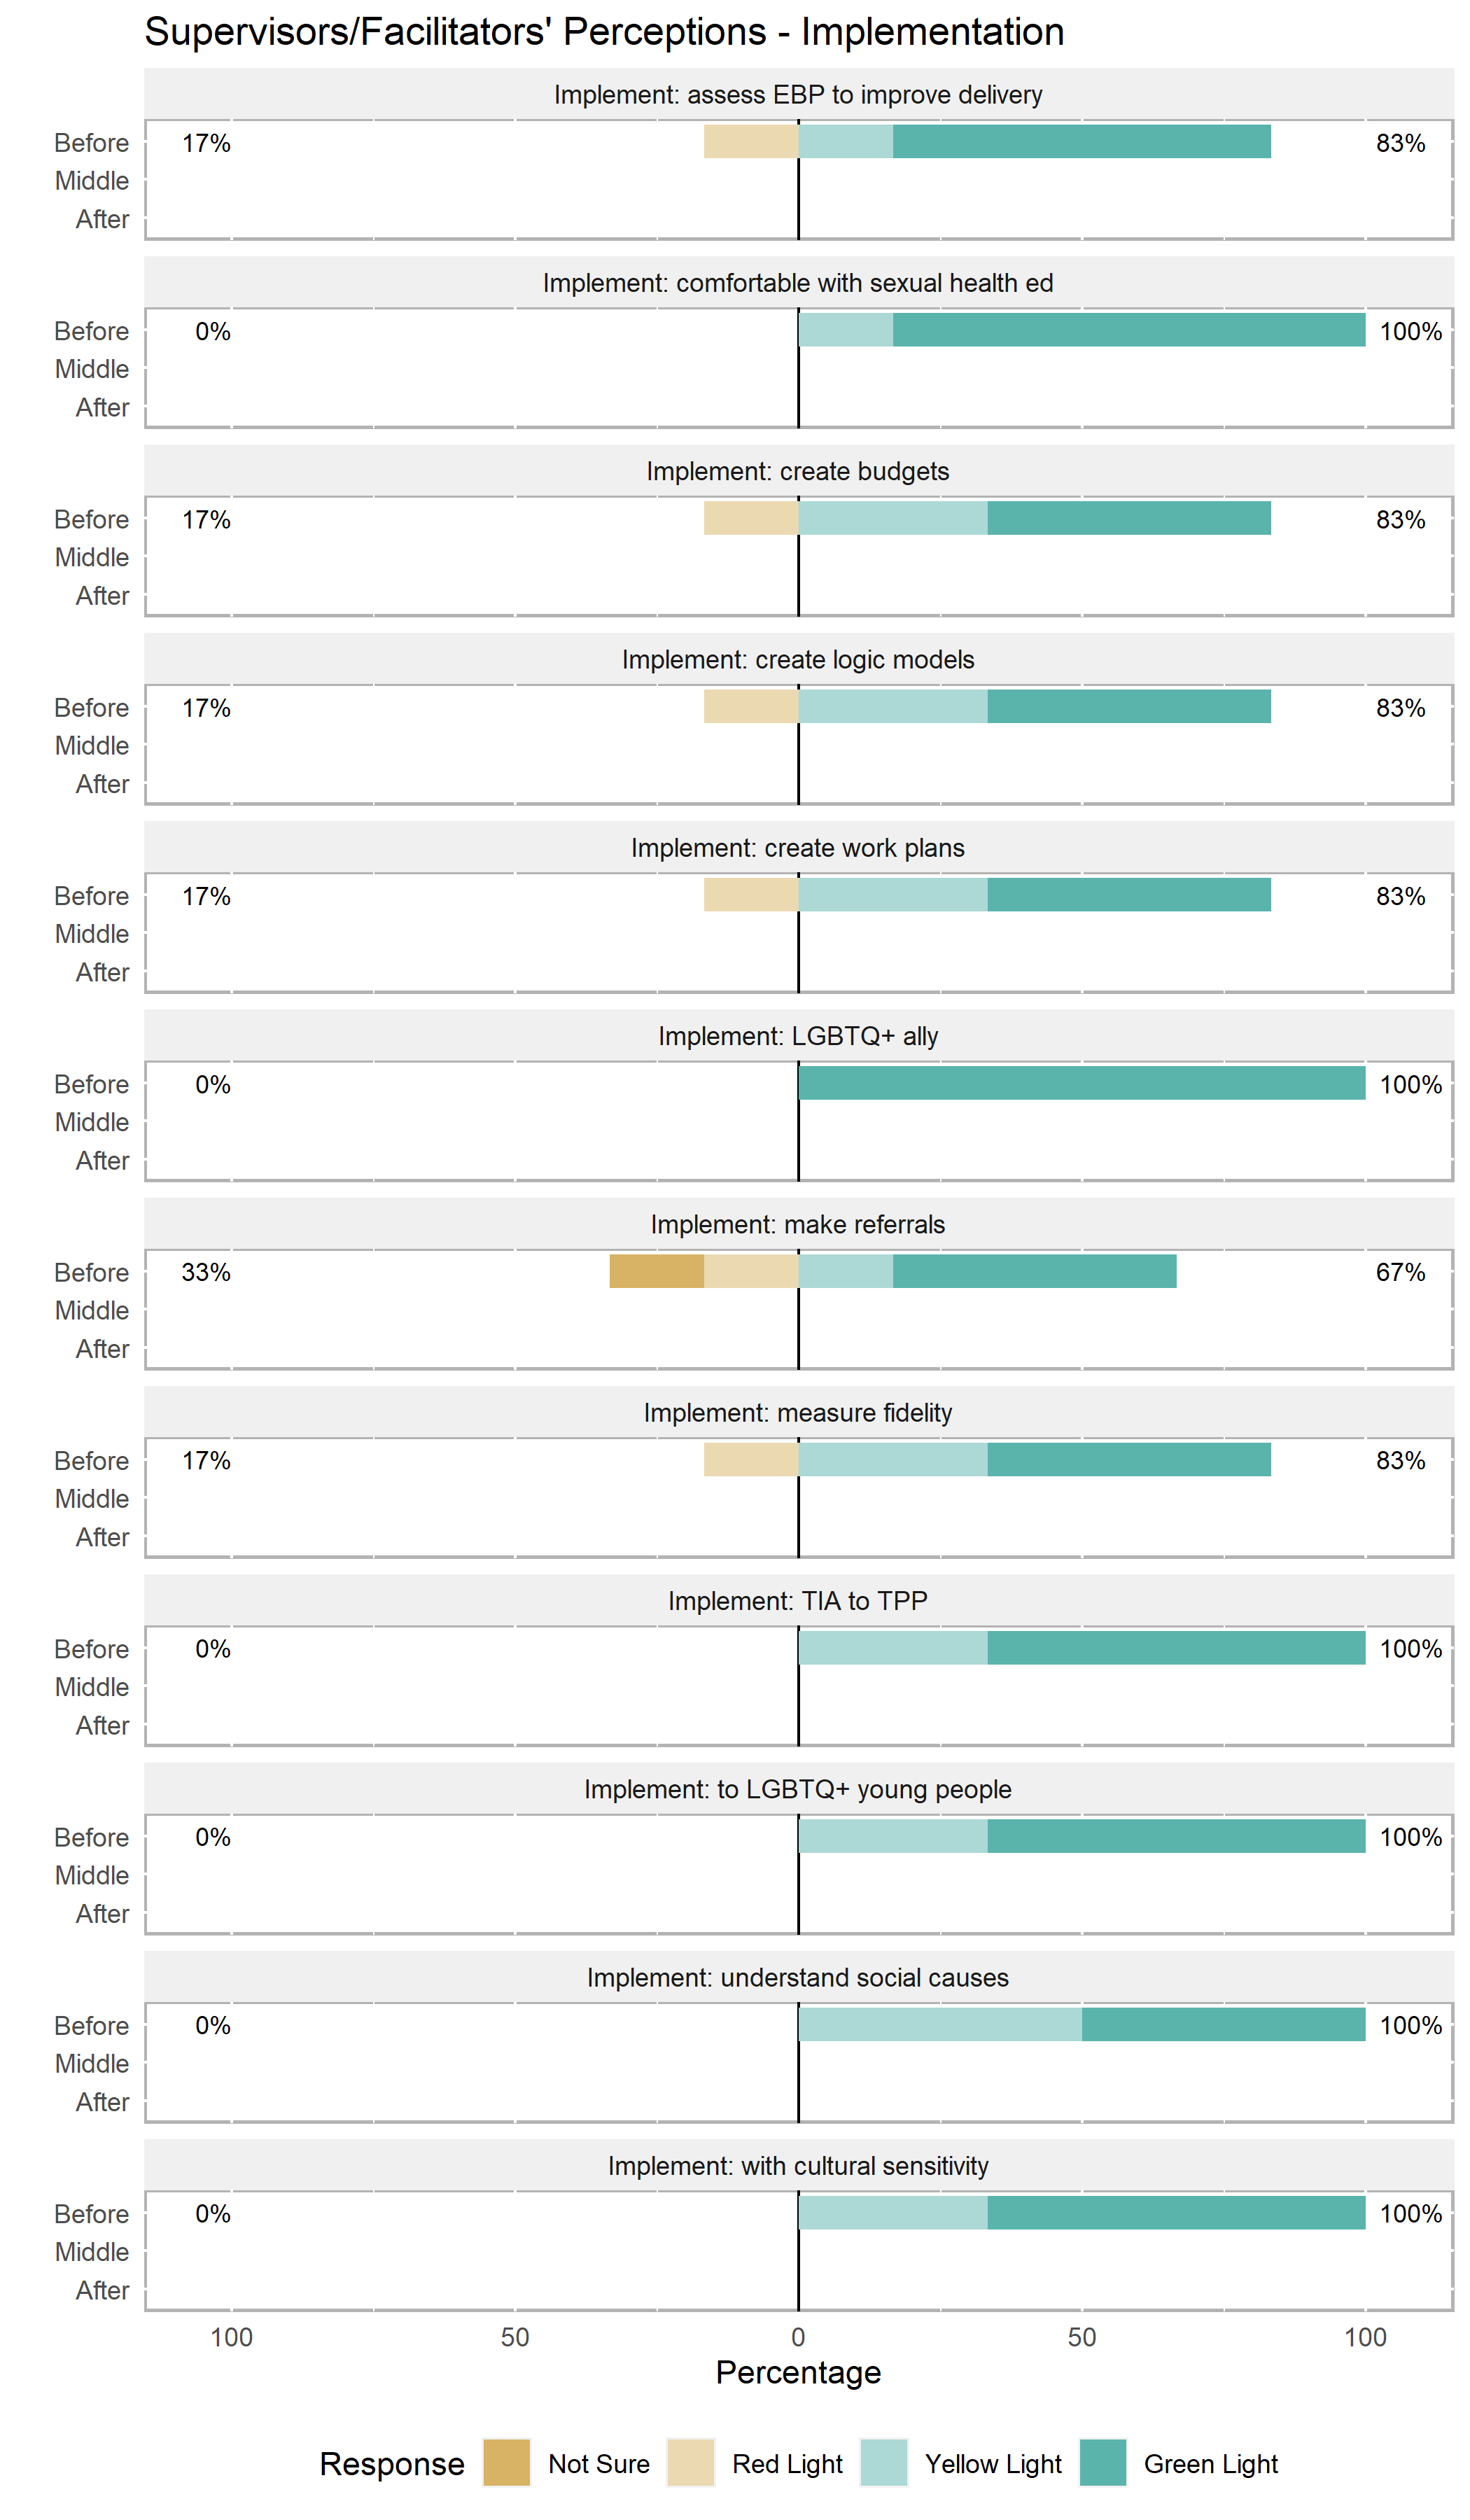 Supervisors/Facilitators' Perceptions - Implementation
Implement: assess EBP to improve delivery
Before 17% 83%
Middle
After
Implement: comfortable with sexual health ed
Before 0% 100%
Middle
After
Implement: create budgets
Before 17% 83%
Middle
After
Implement: create logic models
Before 17% 83%
Middle
After
Implement: create work plans
Before 17% 83%
Middle
After
Implement: LGBTQ+ ally
Before 0% 100%
Middle
After
Implement: make referrals
Before 33% 67%
Middle
After
Implement: measure fidelity
Before 17% 83%
Middle
After
Implement: TIA to TPP
Before 0% 100%
Middle
After
Implement: to LGBTQ+ young people
Before 0% 100%
Middle
After
Implement: understand social causes
Before 0% 100%
Middle
After
Implement: with cultural sensitivity
Before 0% 100%
Middle
After
100 50 0 50 100
Percentage
Response Not Sure Red Light Yellow Light Green Light